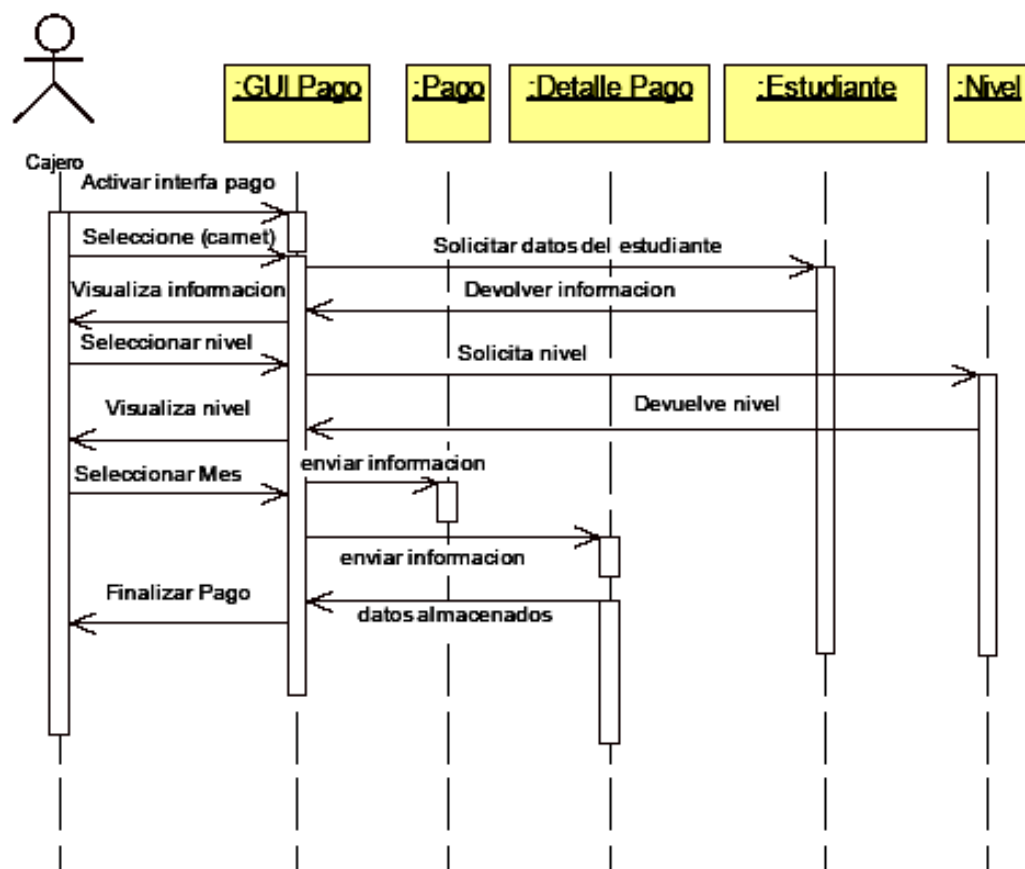 :GUI Pago
:Pago
:Detalle Pago
:Estudiante
:Nivel
Cajero
Activar interfa pago
Seleccione (carnet)
Solicitar datos del estudiante
Visualiza informacion
Devolver informacion
Seleccionar nivel
Solicita nivel
Visualiza nivel
Devuelve nivel
enviar informacion
Seleccionar Mes
enviar informacion
Finalizar Pago
datos almacenados